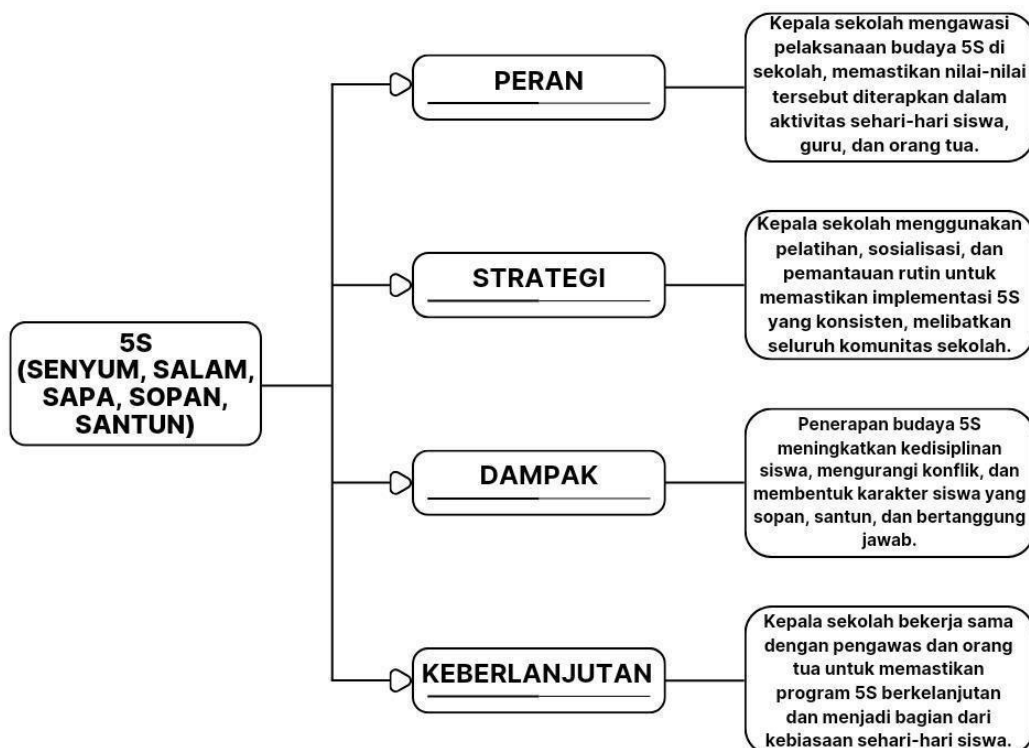 5S
(SENYUM, SALAM,
SAPA, SOPAN,
SANTUN)
PERAN
Kepala sekolah mengawasi
pelaksanaan budaya 5S di
sekolah, memastikan nilai-nilai
tersebut diterapkan dalam
aktivitas sehari-hari siswa,
guru, dan orang tua.
STRATEGI
Kepala sekolah menggunakan
pelatihan, sosialisasi, dan
pemantauan rutin untuk
memastikan implementasi 5S
yang konsisten, melibatkan
seluruh komunitas sekolah.
DAMPAK
Penerapan budaya 5S
meningkatkan kedisiplinan
siswa, mengurangi konflik, dan
membentuk karakter siswa yang
sopan, santun, dan bertanggung
jawab.
KEBERLANJUTAN
Kepala sekolah bekerja sama
dengan pengawas dan orang
tua untuk memastikan
program 5S berkelanjutan
dan menjadi bagian dari
kebiasaan sehari-hari siswa.